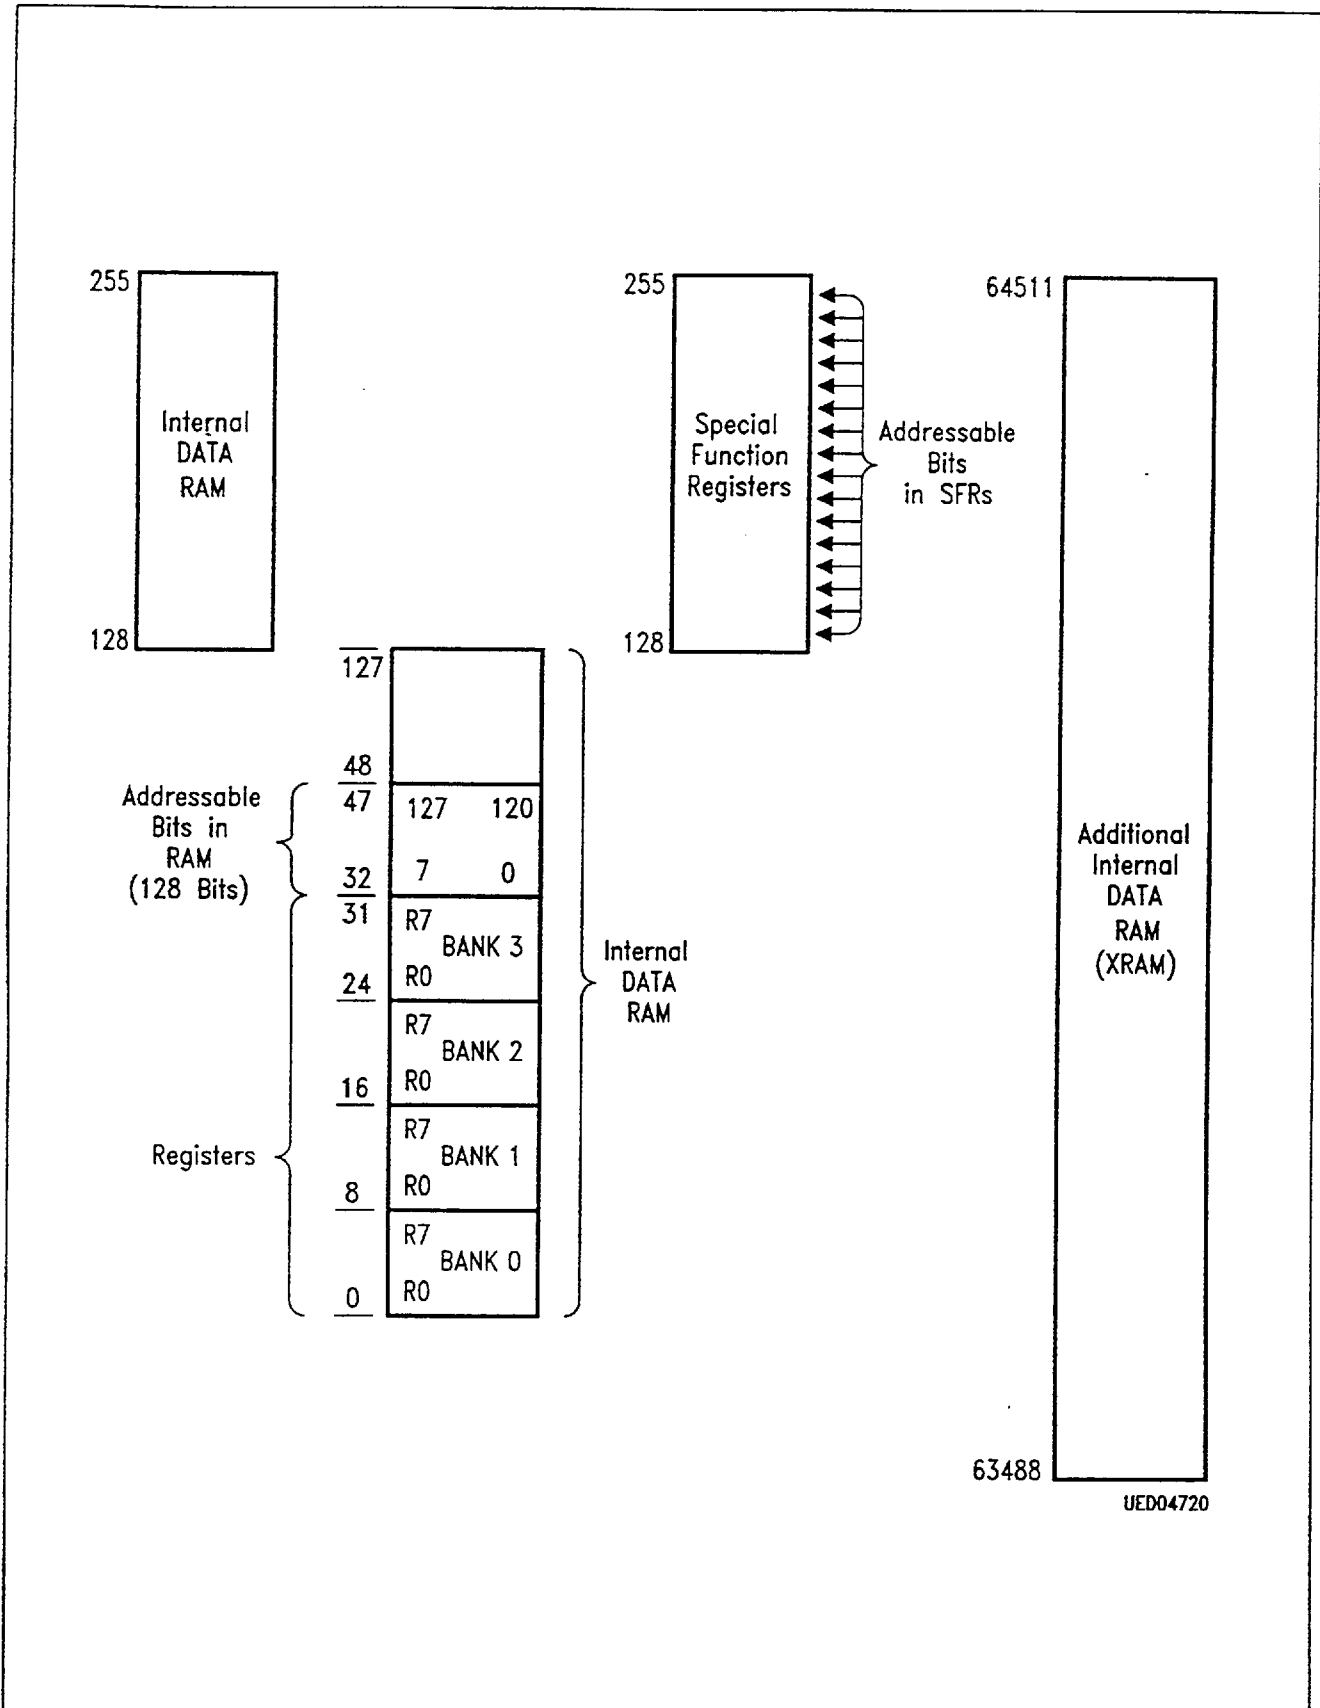 255
Internal
DATA
RAM
128
255
Special
Function
Registers
128
Addressable
Bits
in SFRs
64511
Additional
Internal
DATA
RAM
(XRAM)
63488
127
48
47
127 120
7 0
32
31
R7
BANK 3
R0
24
R7
BANK 2
R0
16
R7
BANK 1
R0
8
R7
BANK 0
R0
0
Addressable
Bits in
RAM
(128 Bits)
Registers
Internal
DATA
RAM
UED04720